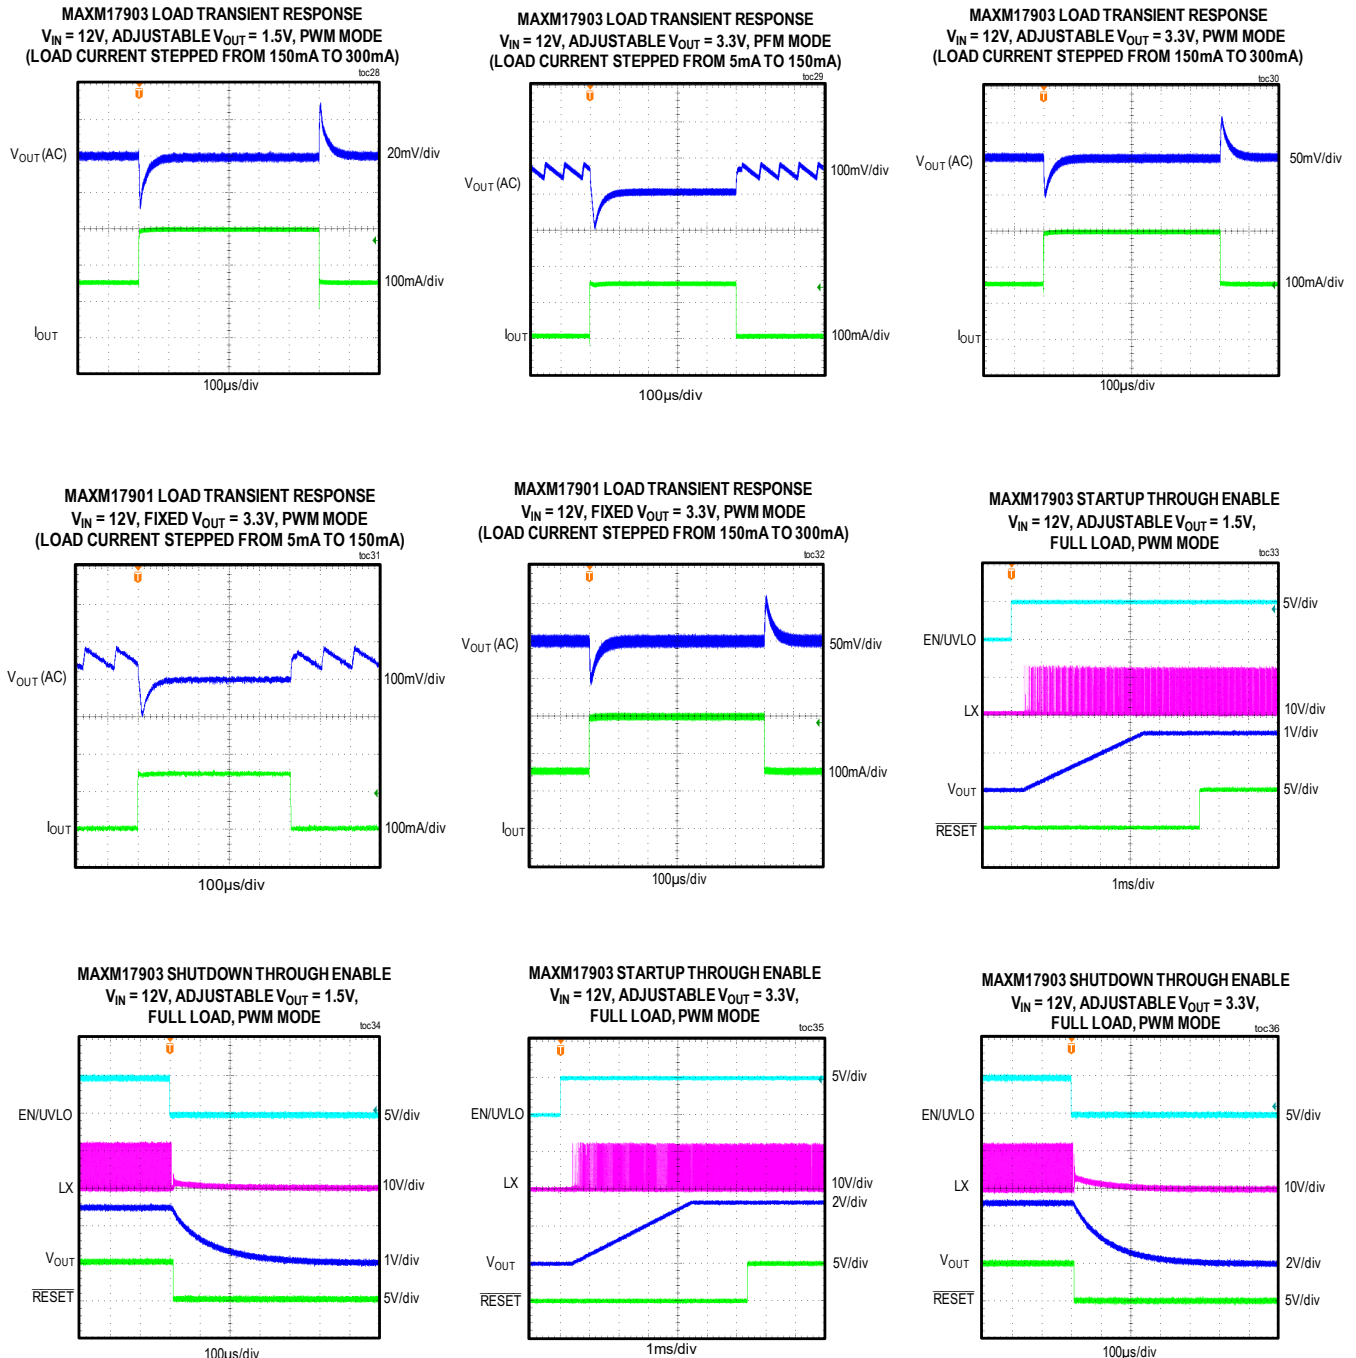 MAXM17903 LOAD TRANSIENT RESPONSE
VIN = 12V, ADJUSTABLE VOUT = 1.5V, PWM MODE
(LOAD CURRENT STEPPED FROM 150mA TO 300mA)
toc28
T
VOUT (AC)
20mV/div
100mA/div
IOUT
100µs/div
MAXM17903 LOAD TRANSIENT RESPONSE
VIN = 12V, ADJUSTABLE VOUT = 3.3V, PFM MODE
(LOAD CURRENT STEPPED FROM 5mA TO 150mA)
toc29
T
VOUT (AC)
100mV/div
IOUT
100mA/div
100µs/div
MAXM17903 LOAD TRANSIENT RESPONSE
VIN = 12V, ADJUSTABLE VOUT = 3.3V, PWM MODE
(LOAD CURRENT STEPPED FROM 150mA TO 300mA)
toc30
T
VOUT (AC)
50mV/div
100mA/div
IOUT
100µs/div
MAXM17901 LOAD TRANSIENT RESPONSE
VIN = 12V, FIXED VOUT = 3.3V, PWM MODE
(LOAD CURRENT STEPPED FROM 5mA TO 150mA)
toc31
T
VOUT (AC)
100mV/div
IOUT
100mA/div
100µs/div
MAXM17901 LOAD TRANSIENT RESPONSE
VIN = 12V, FIXED VOUT = 3.3V, PWM MODE
(LOAD CURRENT STEPPED FROM 150mA TO 300mA)
toc32
T
VOUT (AC)
50mV/div
100mA/div
IOUT
100µs/div
MAXM17903 STARTUP THROUGH ENABLE
VIN = 12V, ADJUSTABLE VOUT = 1.5V,
FULL LOAD, PWM MODE
toc33
T
5V/div
EN/UVLO
LX
10V/div
1V/div
VOUT
5V/div
RESET
1ms/div
MAXM17903 SHUTDOWN THROUGH ENABLE
VIN = 12V, ADJUSTABLE VOUT = 1.5V,
FULL LOAD, PWM MODE
toc34
T
EN/UVLO
5V/div
LX
10V/div
VOUT
1V/div
RESET
5V/div
100µs/div
MAXM17903 STARTUP THROUGH ENABLE
VIN = 12V, ADJUSTABLE VOUT = 3.3V,
FULL LOAD, PWM MODE
toc35
T
5V/div
EN/UVLO
LX
10V/div
2V/div
VOUT
5V/div
RESET
1ms/div
MAXM17903 SHUTDOWN THROUGH ENABLE
VIN = 12V, ADJUSTABLE VOUT = 3.3V,
FULL LOAD, PWM MODE
toc36
T
EN/UVLO
5V/div
LX
10V/div
VOUT
2V/div
RESET
5V/div
100µs/div